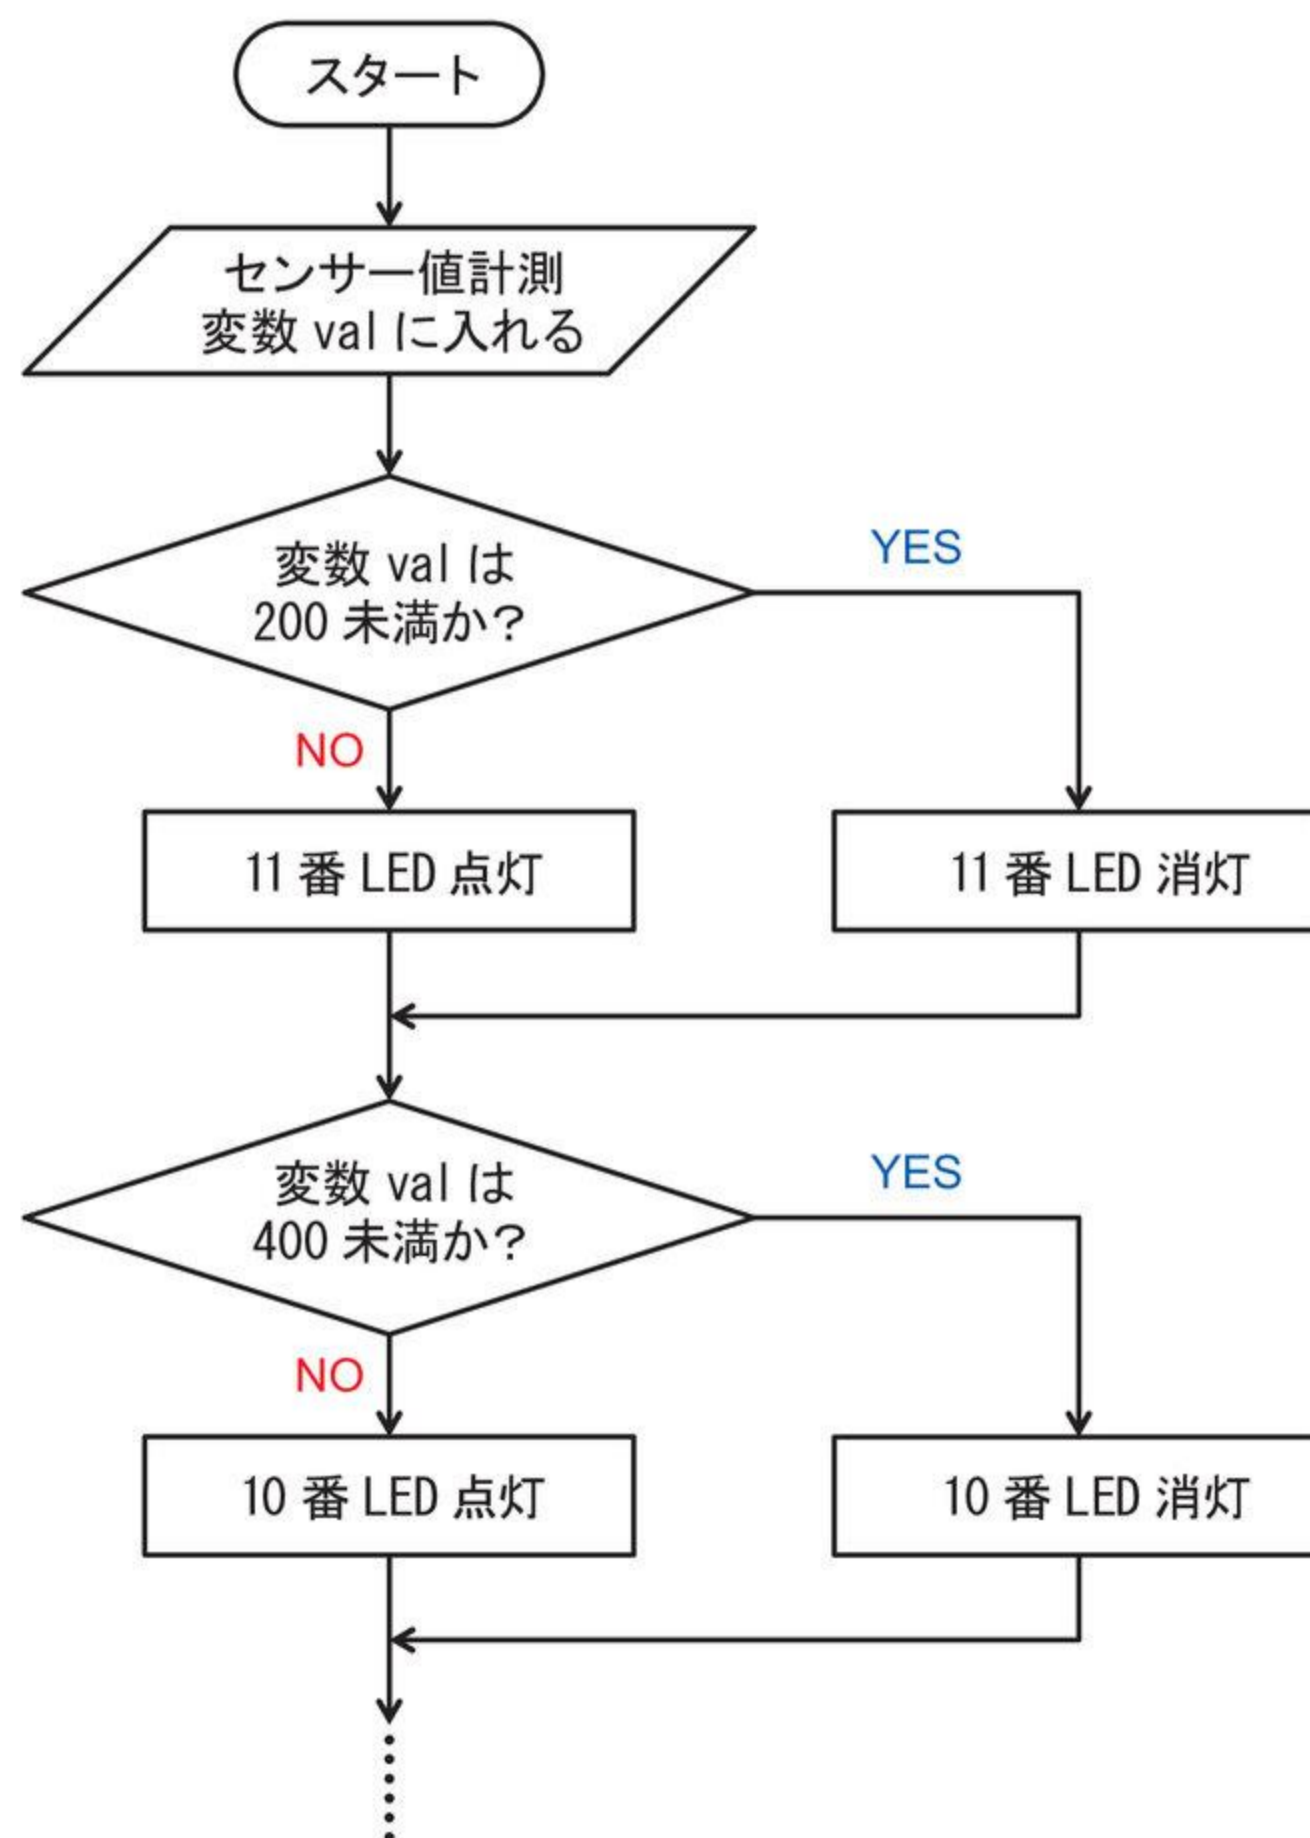 スタート
センサー値計測
変数 val に入れる
変数 val は
200 未満か?
YES
NO
11 番 LED 点灯
11 番 LED 消灯
変数 val は
400 未満か?
YES
NO
10 番 LED 点灯
10 番 LED 消灯